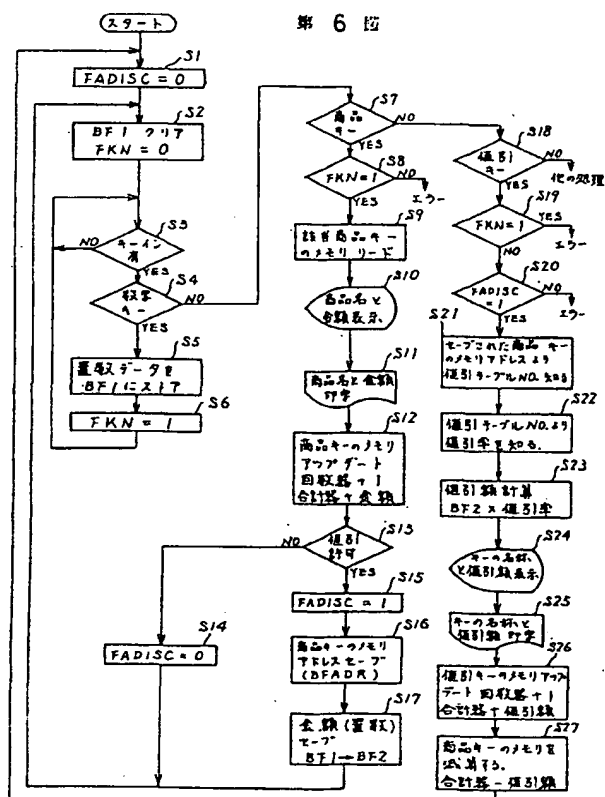 第6図
スタート
S1
FADISC=0
S2
BF1 クリア
FKN=0
S3
キーイン
有
NO
YES
S4
数字
キー
NO
YES
S5
置数データを
BF1にストア
S6
FKN=1
S7
商品
キー
NO
YES
S8
FKN=1
NO
エラー
YES
S9
該当商品キー
のメモリリード
S10
商品名と
金額表示
S11
商品名と金額
印字
S12
商品キーのメモリ
アップデート
回数器+1
合計器+金額
S13
値引
許可
NO
YES
S14
FADISC=0
S15
FADISC=1
S16
商品キーのメモリ
アドレスセーブ
(BFADR)
S17
金額(置数)
セーブ
BF1→BF2
S18
値引
キー
NO
他の処理
YES
S19
FKN=1
YES
エラー
NO
S20
FADISC
=1
NO
エラー
YES
S21
セーブされた商品キー
のメモリアドレスより
値引テーブルNO.知る
S22
値引テーブルNO.より
値引率を知る.
S23
値引額計算
BF2×値引率
S24
キーの名称
と値引額表示
S25
キーの名称と
値引額印字
S26
値引キーのメモリアップ
デート 回数器+1
合計器+値引額
S27
商品キーのメモリを
減算する.
合計器-値引額